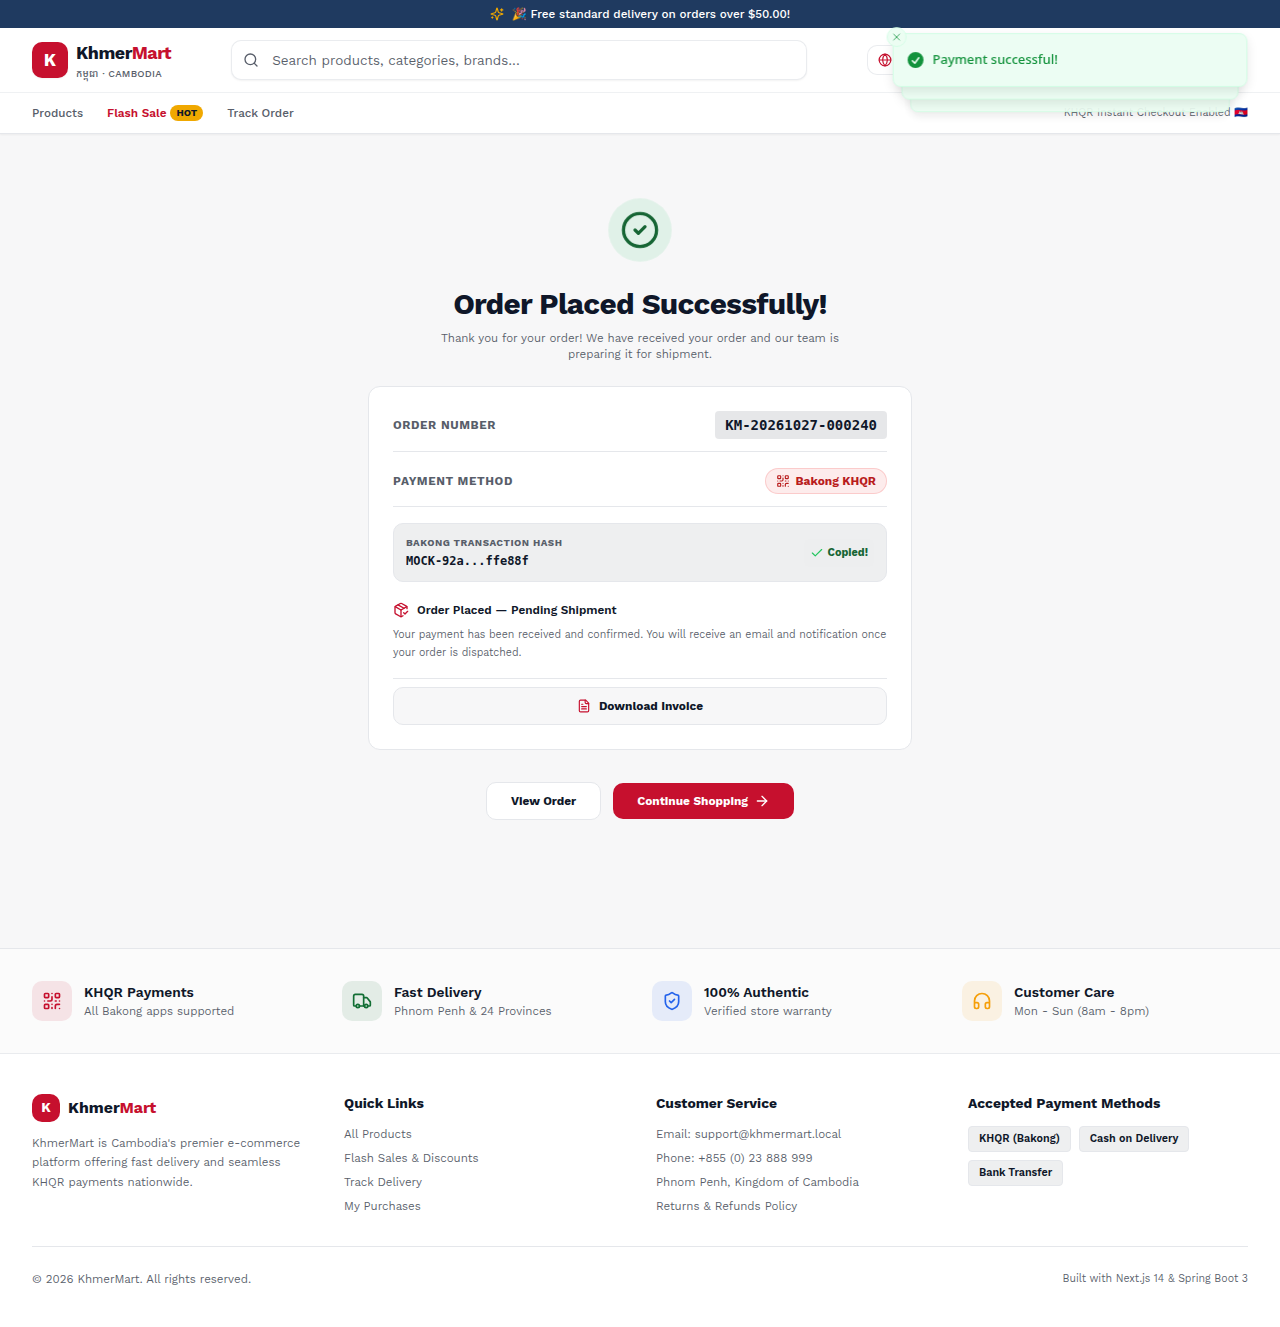 🎉 Free standard delivery on orders over $50.00!
K
KhmerMart
កម្ពុជា · CAMBODIA
Search products, categories, brands...
Payment successful!
Products
Flash Sale HOT
Track Order
KHQR Instant Checkout Enabled 🇰🇭
Order Placed Successfully!
Thank you for your order! We have received your order and our team is
preparing it for shipment.
ORDER NUMBER
KM-20261027-000240
PAYMENT METHOD
Bakong KHQR
BAKONG TRANSACTION HASH
MOCK-92a...ffe88f
Copied!
Order Placed — Pending Shipment
Your payment has been received and confirmed. You will receive an email and notification once
your order is dispatched.
Download Invoice
View Order
Continue Shopping
KHQR Payments
All Bakong apps supported
Fast Delivery
Phnom Penh & 24 Provinces
100% Authentic
Verified store warranty
Customer Care
Mon - Sun (8am - 8pm)
K
KhmerMart
KhmerMart is Cambodia's premier e-commerce
platform offering fast delivery and seamless
KHQR payments nationwide.
Quick Links
All Products
Flash Sales & Discounts
Track Delivery
My Purchases
Customer Service
Email: support@khmermart.local
Phone: +855 (0) 23 888 999
Phnom Penh, Kingdom of Cambodia
Returns & Refunds Policy
Accepted Payment Methods
KHQR (Bakong)
Cash on Delivery
Bank Transfer
© 2026 KhmerMart. All rights reserved.
Built with Next.js 14 & Spring Boot 3